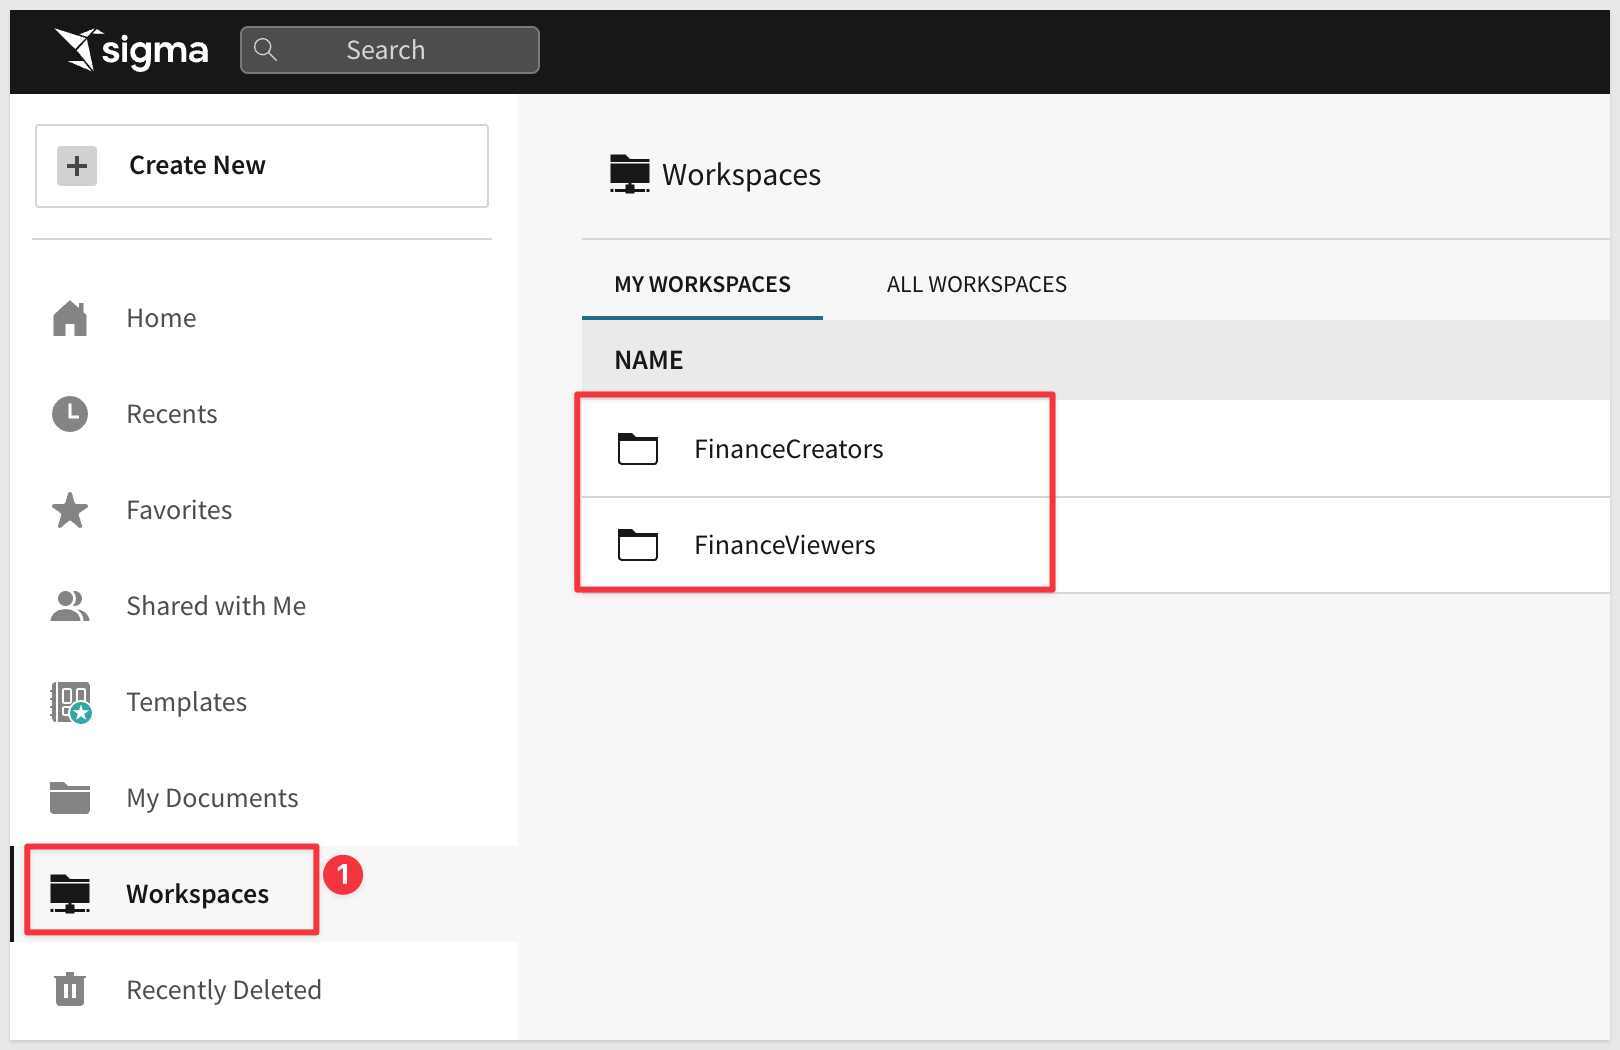 sigma
Search
Create New
Home
Recents
Favorites
Shared with Me
Templates
My Documents
Workspaces
1
Recently Deleted
Workspaces
MY WORKSPACES
ALL WORKSPACES
NAME
FinanceCreators
FinanceViewers